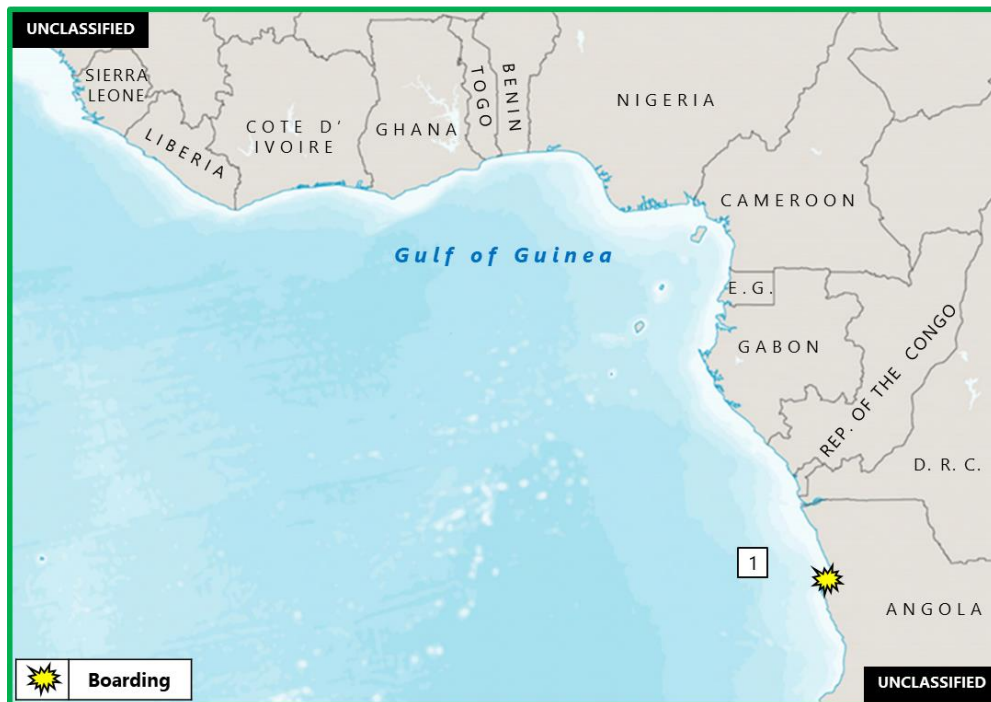 UNCLASSIFIED
SIERRA
LEONE
LIBERIA
COTE D'
IVOIRE
GHANA
TOGO
BENIN
NIGERIA
CAMEROON
Gulf of Guinea
E.G.
GABON
REP. OF THE CONGO
D. R. C.
1
ANGOLA
Boarding
UNCLASSIFIED